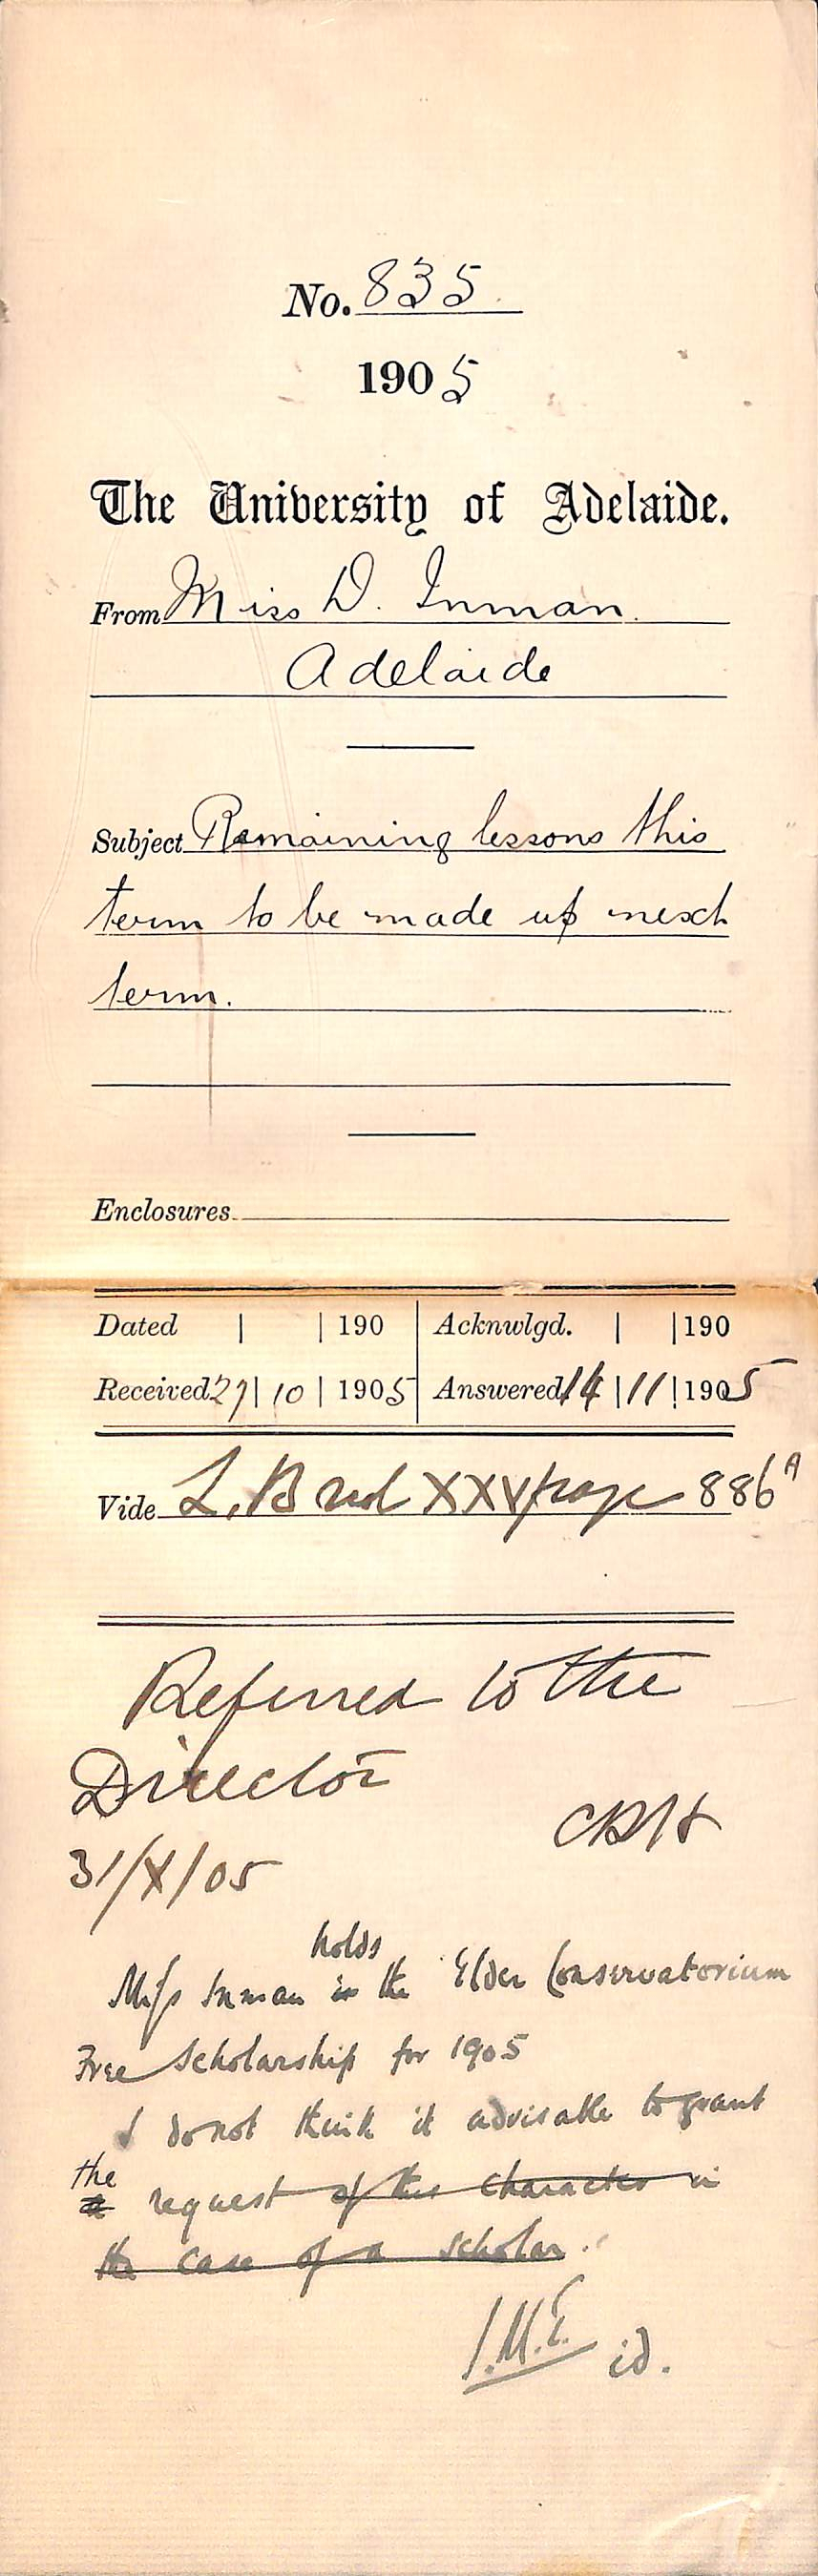 No. 835
1905
The University of Adelaide.
From Miss D. Inman.
Adelaide
Subject Remaining lessons this
term to be made up next
term.
Enclosures
Dated | | 190 Acknwlgd. | | 190
Received 27 | 10 | 1905 Answered 14 | 11 | 1905
Vide L. B vol XXV page 886A
Referred to the
Director
CRH
31/X/05
holds
Miss Inman is the Elder Conservatorium
Free Scholarship for 1905
I do not think it advisable to grant
the
a request of this character in
the case of a scholar.
J.M.E. id.